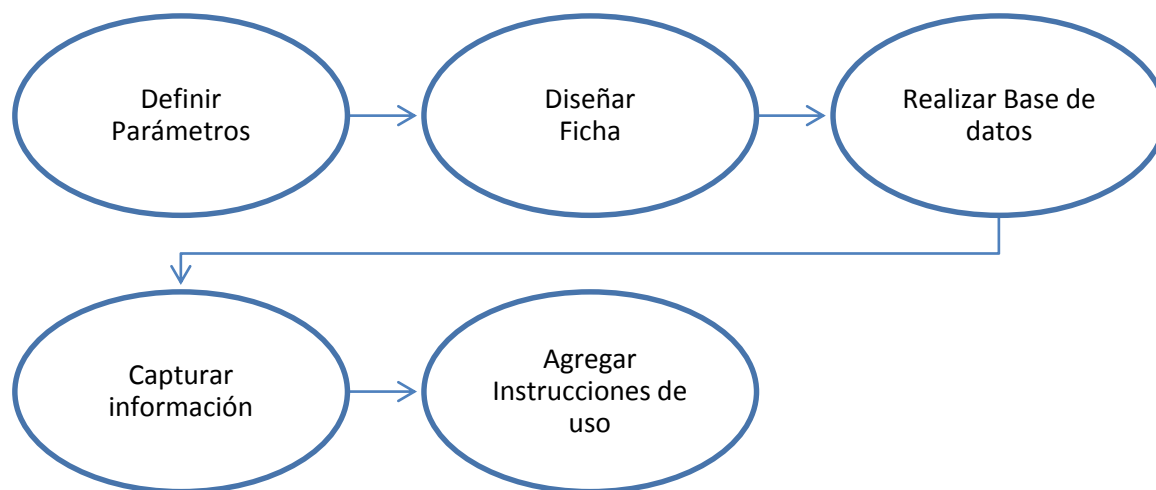 Definir
Parámetros
Diseñar
Ficha
Realizar Base de
datos
Capturar
información
Agregar
Instrucciones de
uso